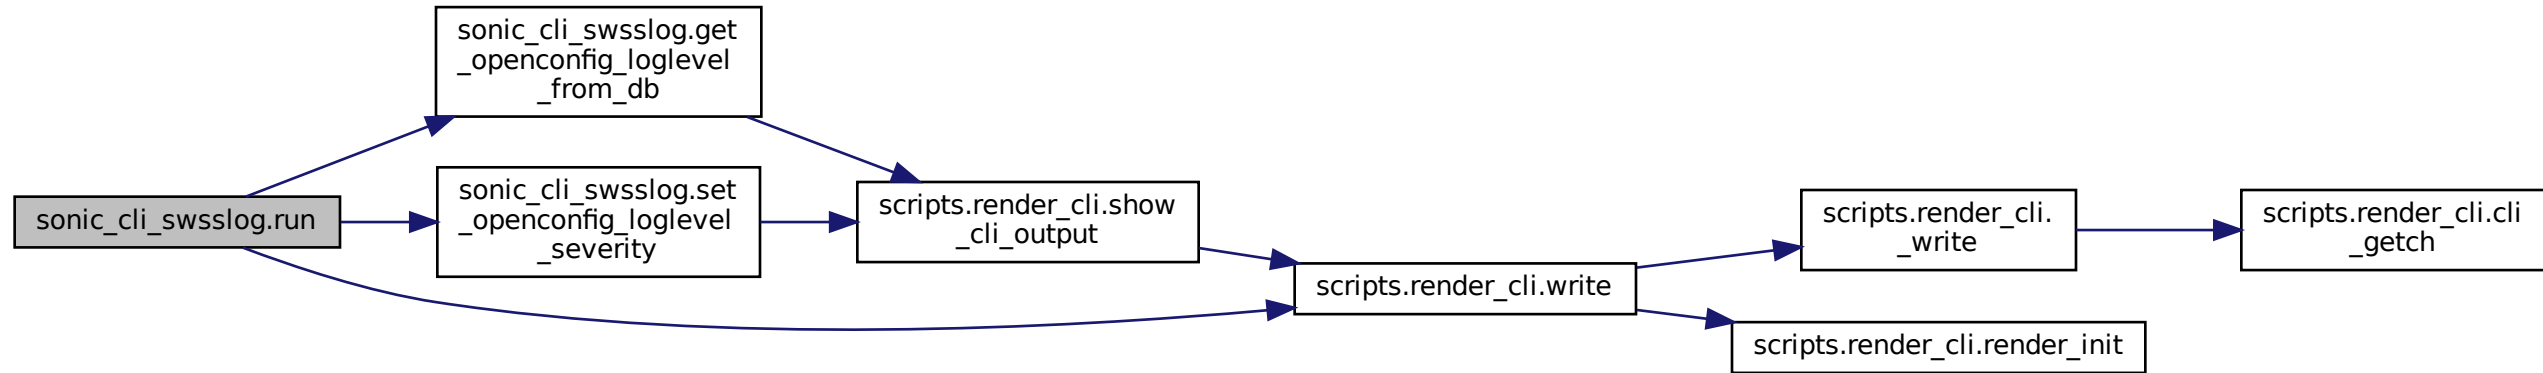 sonic_cli_swsslog.get
_openconfig_loglevel
_from_db
sonic_cli_swsslog.run
sonic_cli_swsslog.set
_openconfig_loglevel
_severity
scripts.render_cli.show
_cli_output
scripts.render_cli.write
scripts.render_cli.
_write
scripts.render_cli.render_init
scripts.render_cli.cli
_getch